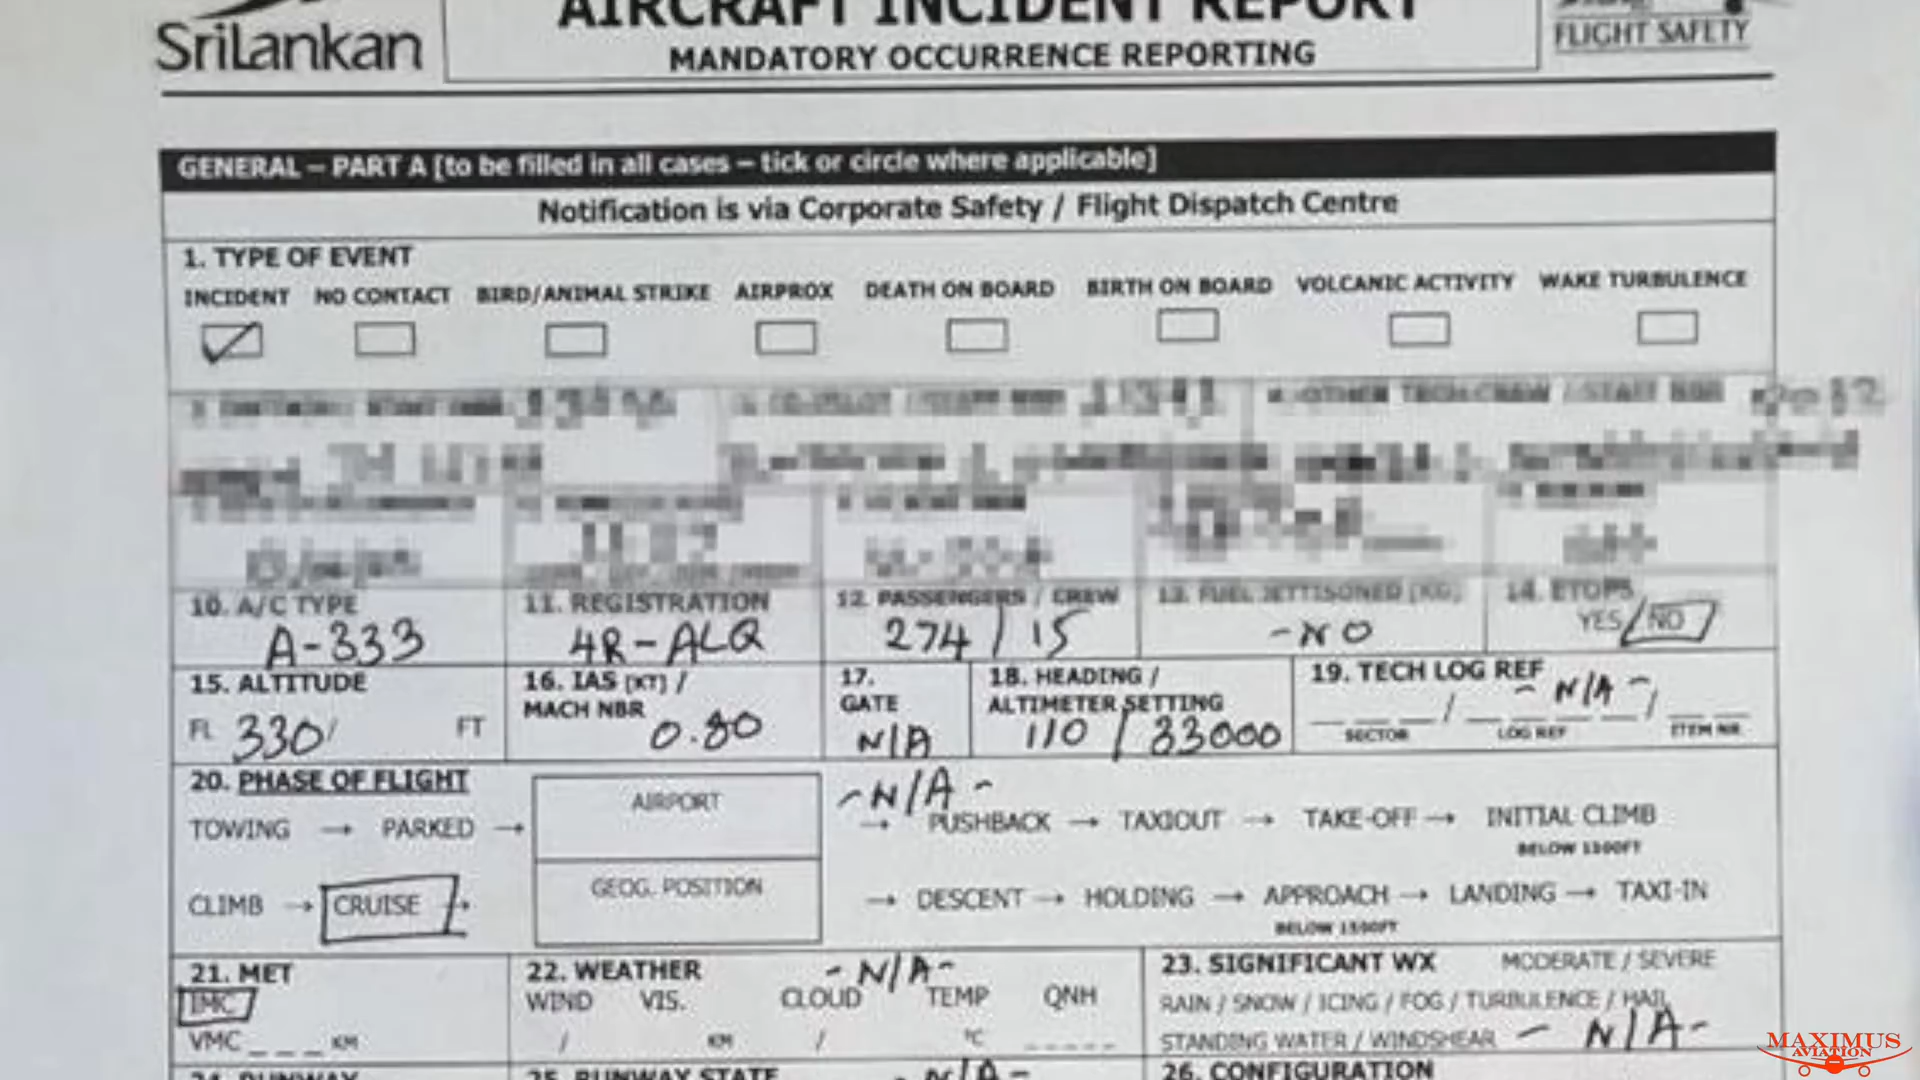 AIRCRAFT INCIDENT REPORT
SriLankan
MANDATORY OCCURRENCE REPORTING
FLIGHT SAFETY
GENERAL – PART A [to be filled in all cases – tick or circle where applicable]
Notification is via Corporate Safety / Flight Dispatch Centre
1. TYPE OF EVENT
INCIDENT NO CONTACT BIRD/ANIMAL STRIKE AIRPROX DEATH ON BOARD BIRTH ON BOARD VOLCANIC ACTIVITY WAKE TURBULENCE
10. A/C TYPE 11. REGISTRATION 12. PASSENGERS / CREW 13. FUEL JETTISONED [KG] 14. ETOPS
A-333 4R-ALQ 274 / 15 -NO YES / NO
15. ALTITUDE 16. IAS [KT] / 17. 18. HEADING / 19. TECH LOG REF
MACH NBR GATE ALTIMETER SETTING - N/A -
FL 330/ FT 0.80 N/A 110 / 33000 SECTOR / LOG REF / ITEM NR
20. PHASE OF FLIGHT AIRPORT -N/A-
TOWING → PARKED → → PUSHBACK → TAXIOUT → TAKE-OFF → INITIAL CLIMB
BELOW 1500FT
GEOG. POSITION
CLIMB → CRUISE → → DESCENT → HOLDING → APPROACH → LANDING → TAXI-IN
BELOW 1500FT
21. MET 22. WEATHER -N/A- 23. SIGNIFICANT WX MODERATE / SEVERE
IMC WIND VIS. CLOUD TEMP QNH RAIN / SNOW / ICING / FOG / TURBULENCE / HAIL
VMC _ _ _ KM / KM / °C _ _ _ _ STANDING WATER / WINDSHEAR - N/A-
24. RUNWAY 25. RUNWAY STATE -N/A- 26. CONFIGURATION
MAXIMUS
AVIATION